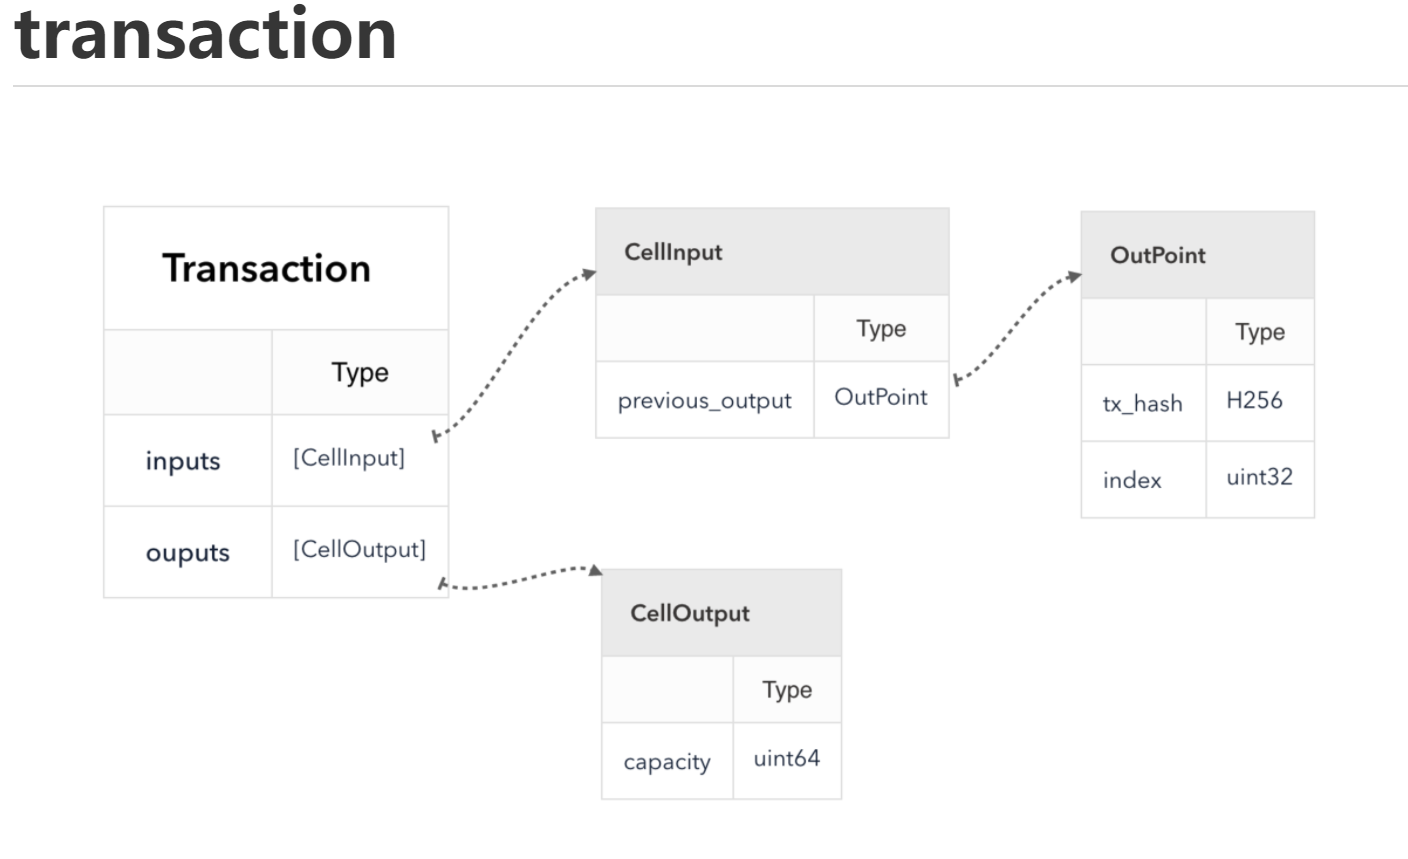 transaction
Transaction
Type
inputs [CellInput]
ouputs [CellOutput]
CellInput
Type
previous_output OutPoint
OutPoint
Type
tx_hash H256
index uint32
CellOutput
Type
capacity uint64